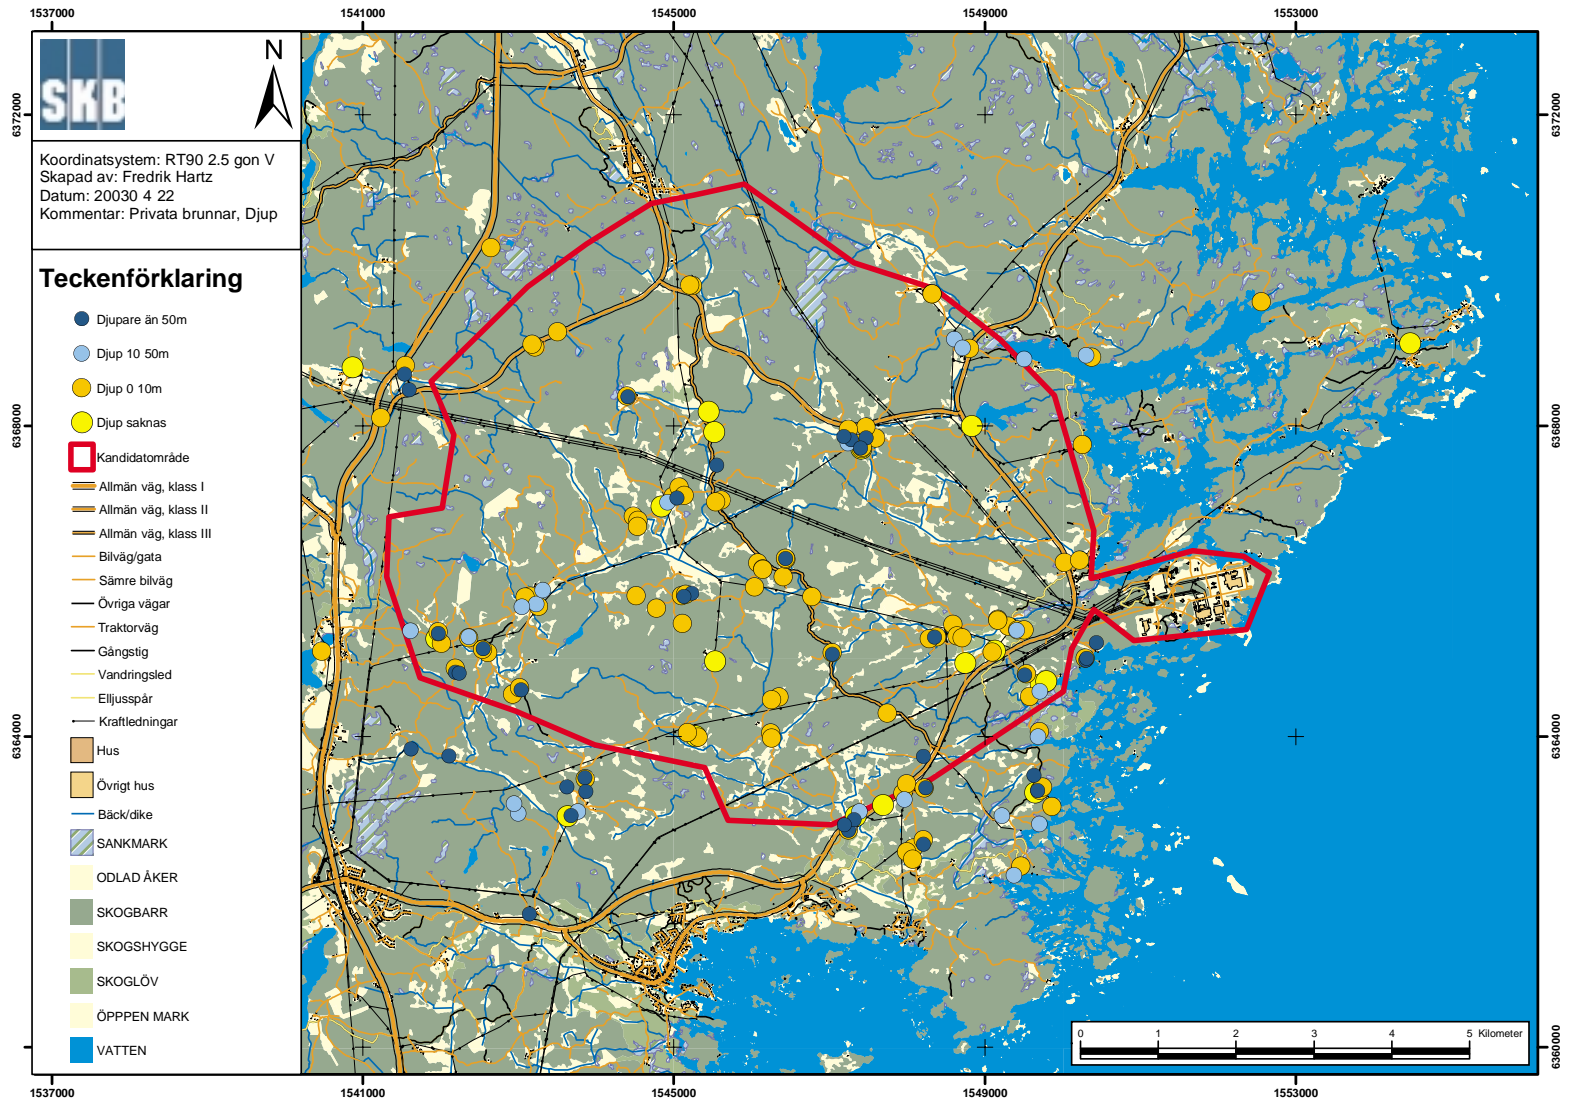 1537000 1541000 1545000 1549000 1553000
SKB
N
Koordinatsystem: RT90 2.5 gon V
Skapad av: Fredrik Hartz
Datum: 20030 4 22
Kommentar: Privata brunnar, Djup
Teckenförklaring
Djupare än 50m
Djup 10 50m
Djup 0 10m
Djup saknas
Kandidatområde
Allmän väg, klass I
Allmän väg, klass II
Allmän väg, klass III
Bilväg/gata
Sämre bilväg
Övriga vägar
Traktorväg
Gångstig
Vandringsled
Elljusspår
Kraftledningar
Hus
Övrigt hus
Bäck/dike
SANKMARK
ODLAD ÅKER
SKOGBARR
SKOGSHYGGE
SKOGLÖV
ÖPPPEN MARK
VATTEN
6372000
6368000
6364000
6372000
6368000
6364000
6360000
0 1 2 3 4 5 Kilometer
1537000 1541000 1545000 1549000 1553000